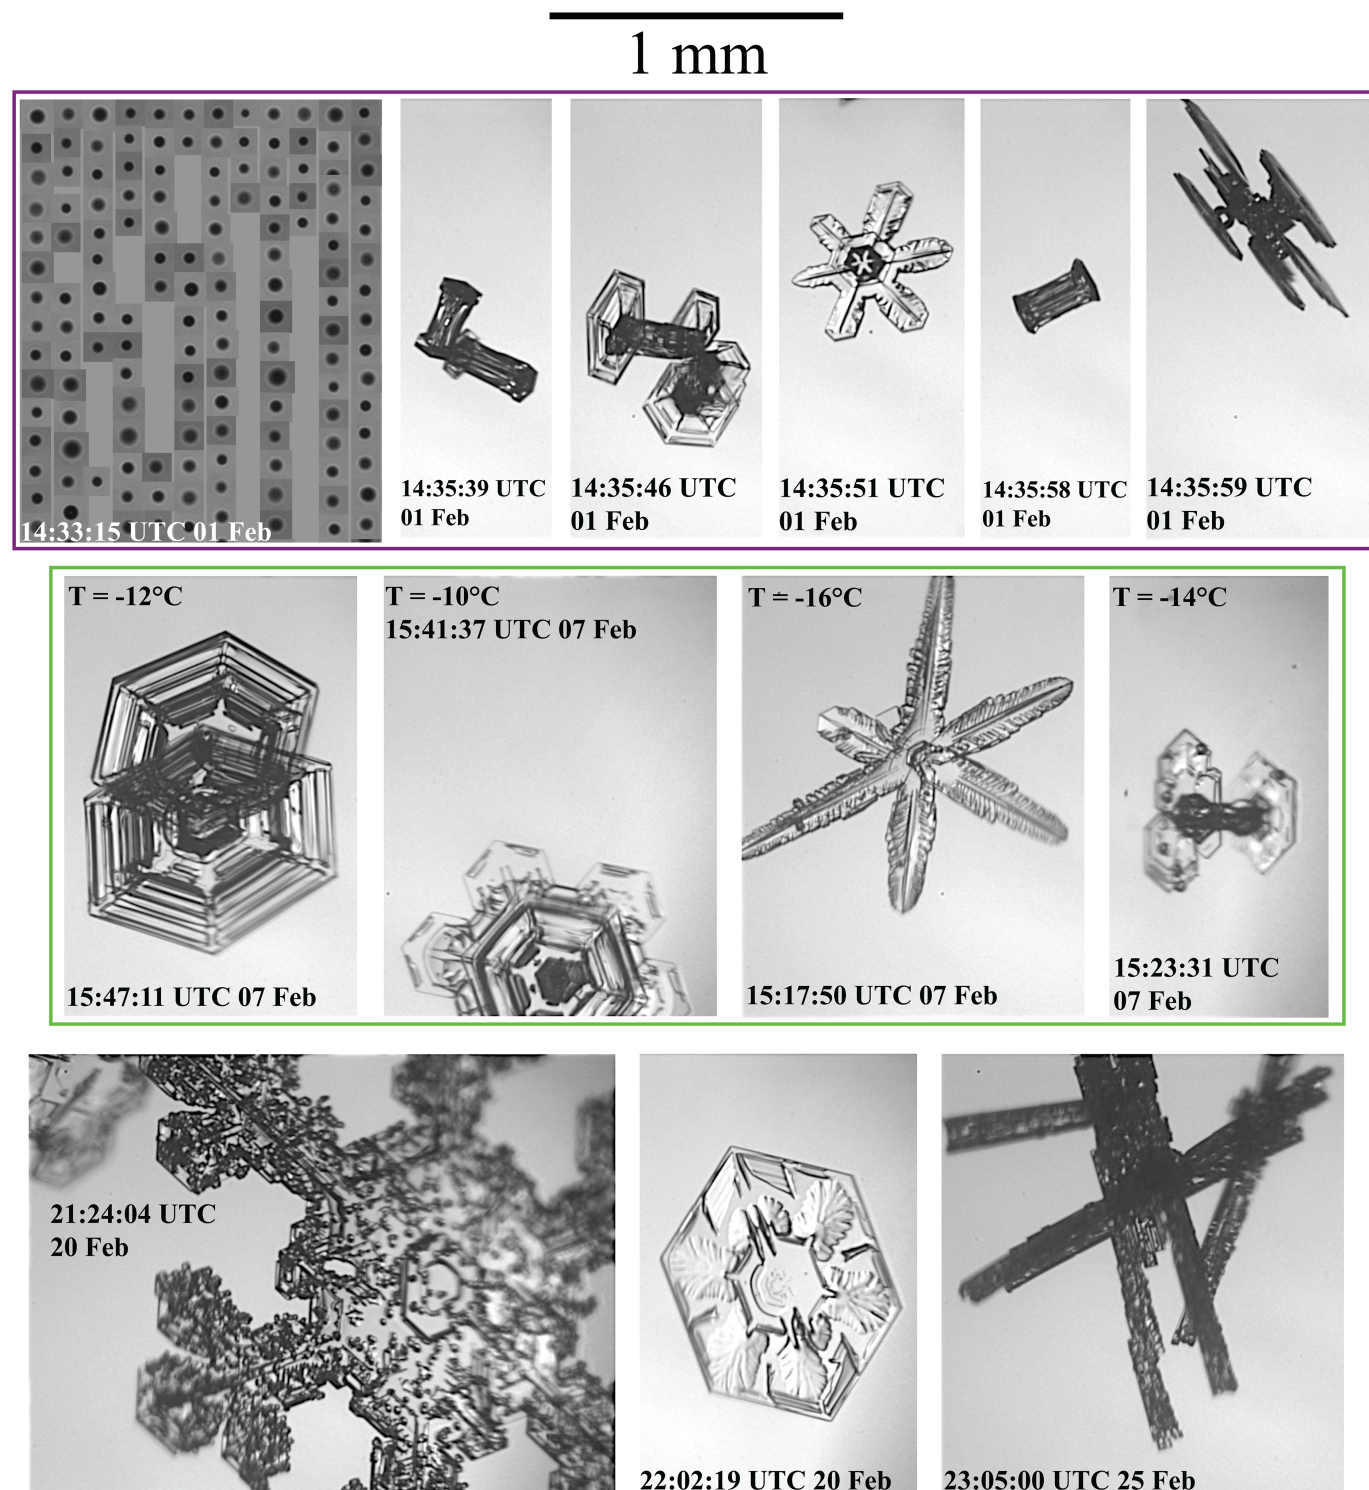 1 mm
14:33:15 UTC 01 Feb
14:35:39 UTC
01 Feb
14:35:46 UTC
01 Feb
14:35:51 UTC
01 Feb
14:35:58 UTC
01 Feb
14:35:59 UTC
01 Feb
T = -12°C
15:47:11 UTC 07 Feb
T = -10°C
15:41:37 UTC 07 Feb
T = -16°C
15:17:50 UTC 07 Feb
T = -14°C
15:23:31 UTC
07 Feb
21:24:04 UTC
20 Feb
22:02:19 UTC 20 Feb
23:05:00 UTC 25 Feb